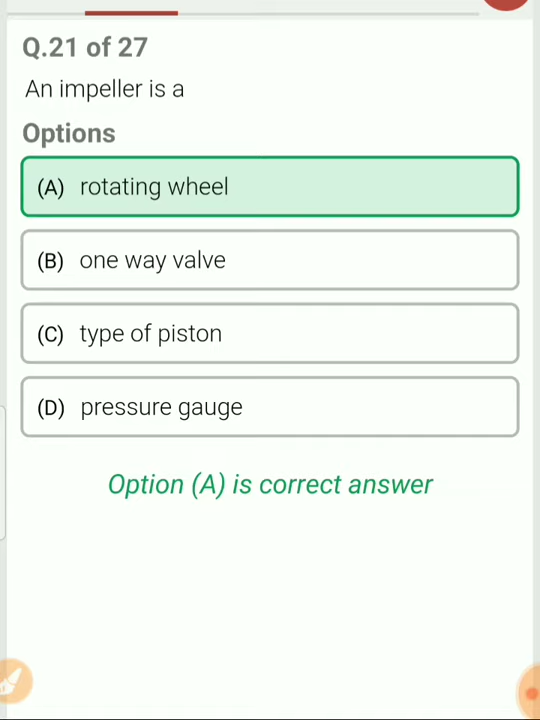 Q.21 of 27
An impeller is a
Options
(A) rotating wheel
(B) one way valve
(C) type of piston
(D) pressure gauge
Option (A) is correct answer